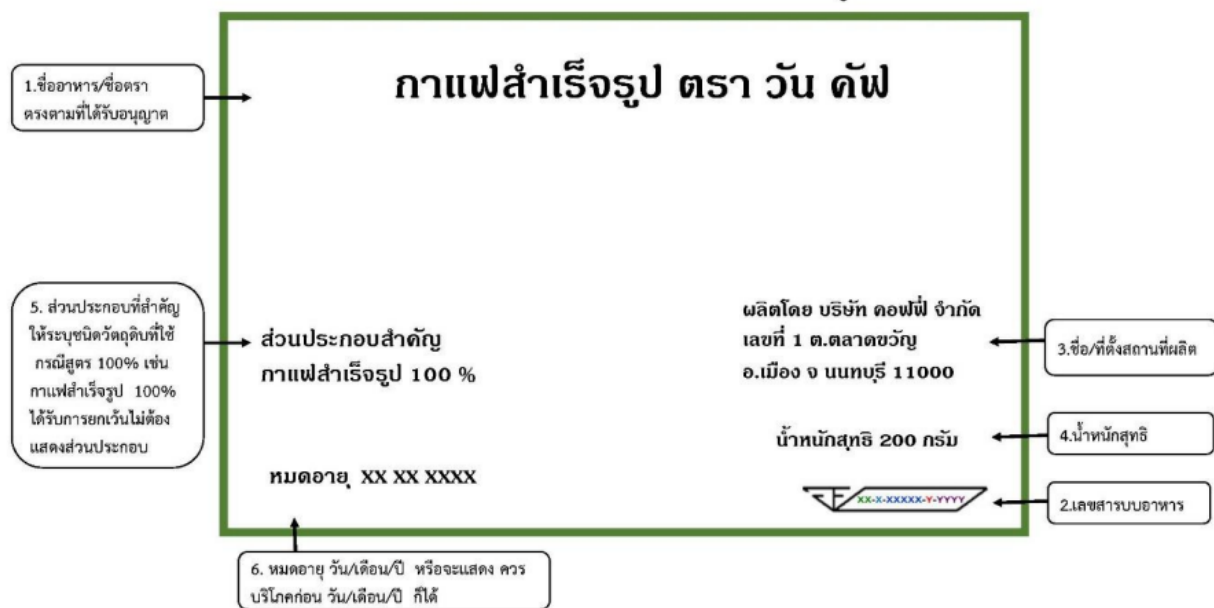 กาแฟสำเร็จรูป ตรา วัน คัฟ
1.ชื่ออาหาร/ชื่อตรา
ตรงตามที่ได้รับอนุญาต
5. ส่วนประกอบที่สำคัญ
ให้ระบุชนิดวัตถุดิบที่ใช้
กรณีสูตร 100% เช่น
กาแฟสำเร็จรูป 100%
ได้รับการยกเว้นไม่ต้อง
แสดงส่วนประกอบ
ส่วนประกอบสำคัญ
กาแฟสำเร็จรูป 100 %
ผลิตโดย บริษัท คอฟฟี่ จำกัด
เลขที่ 1 ต.ตลาดขวัญ
อ.เมือง จ นนทบุรี 11000
3.ชื่อ/ที่ตั้งสถานที่ผลิต
น้ำหนักสุทธิ 200 กรัม
4.น้ำหนักสุทธิ
หมดอายุ XX XX XXXX
XX-X-XXXXX-Y-YYYY
2.เลขสารบบอาหาร
6. หมดอายุ วัน/เดือน/ปี หรือจะแสดง ควร
บริโภคก่อน วัน/เดือน/ปี ก็ได้